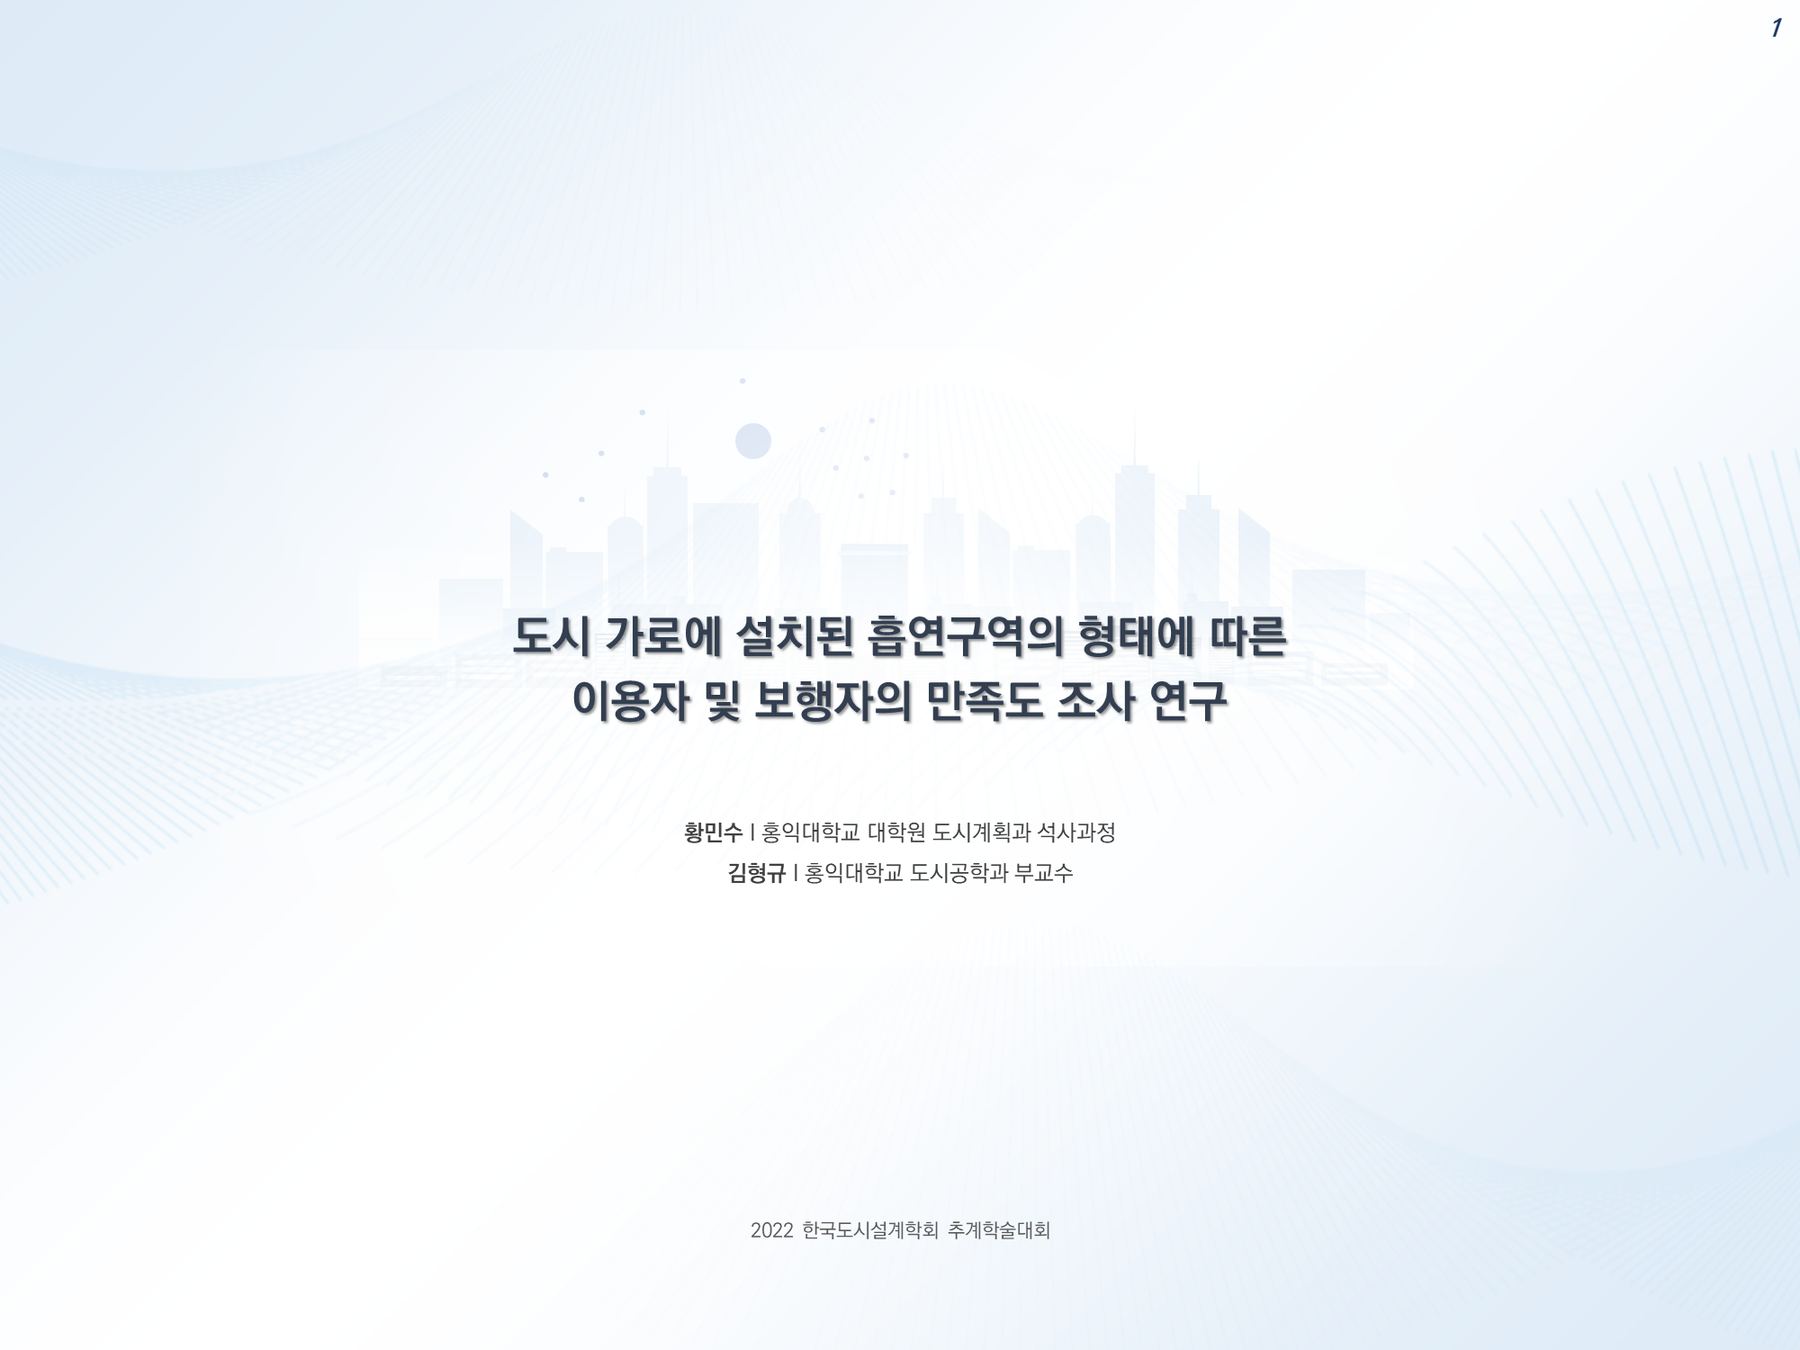 1
도시 가로에 설치된 흡연구역의 형태에 따른
이용자 및 보행자의 만족도 조사 연구
황민수 l 홍익대학교 대학원 도시계획과 석사과정
김형규 l 홍익대학교 도시공학과 부교수
2022 한국도시설계학회 추계학술대회